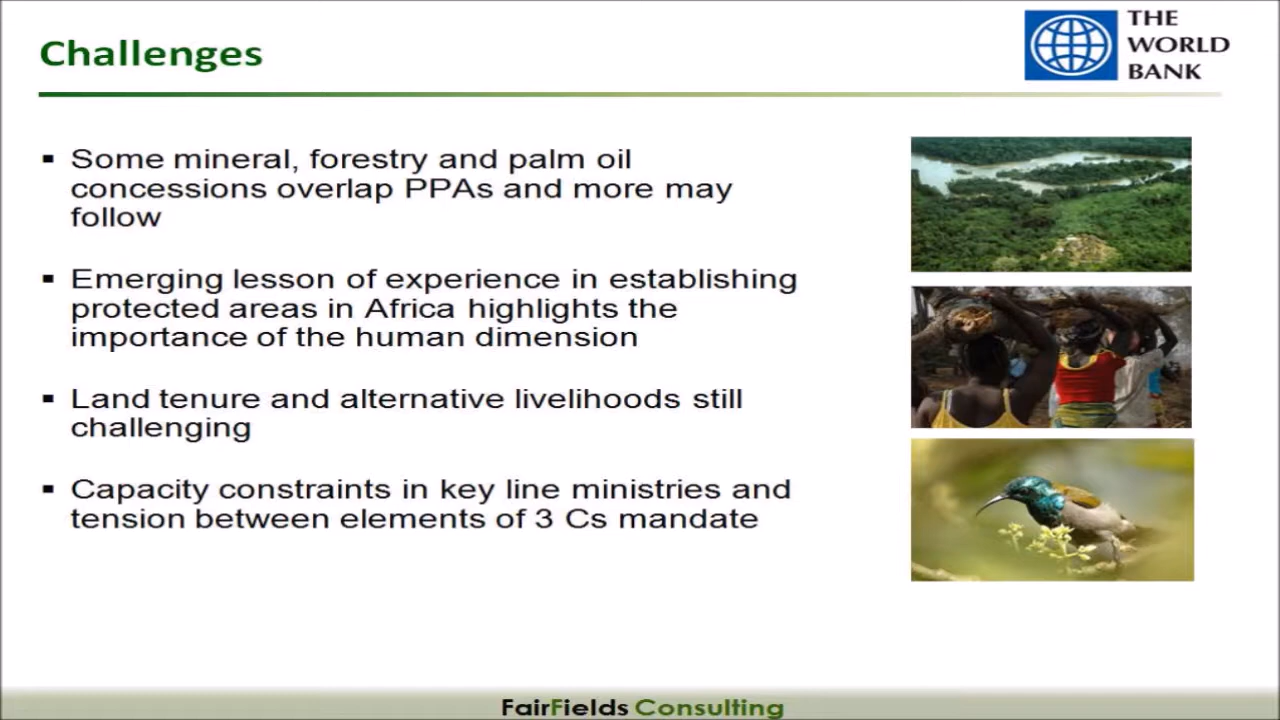 Challenges
THE
WORLD
BANK
▪ Some mineral, forestry and palm oil
concessions overlap PPAs and more may
follow
▪ Emerging lesson of experience in establishing
protected areas in Africa highlights the
importance of the human dimension
▪ Land tenure and alternative livelihoods still
challenging
▪ Capacity constraints in key line ministries and
tension between elements of 3 Cs mandate
FairFields Consulting